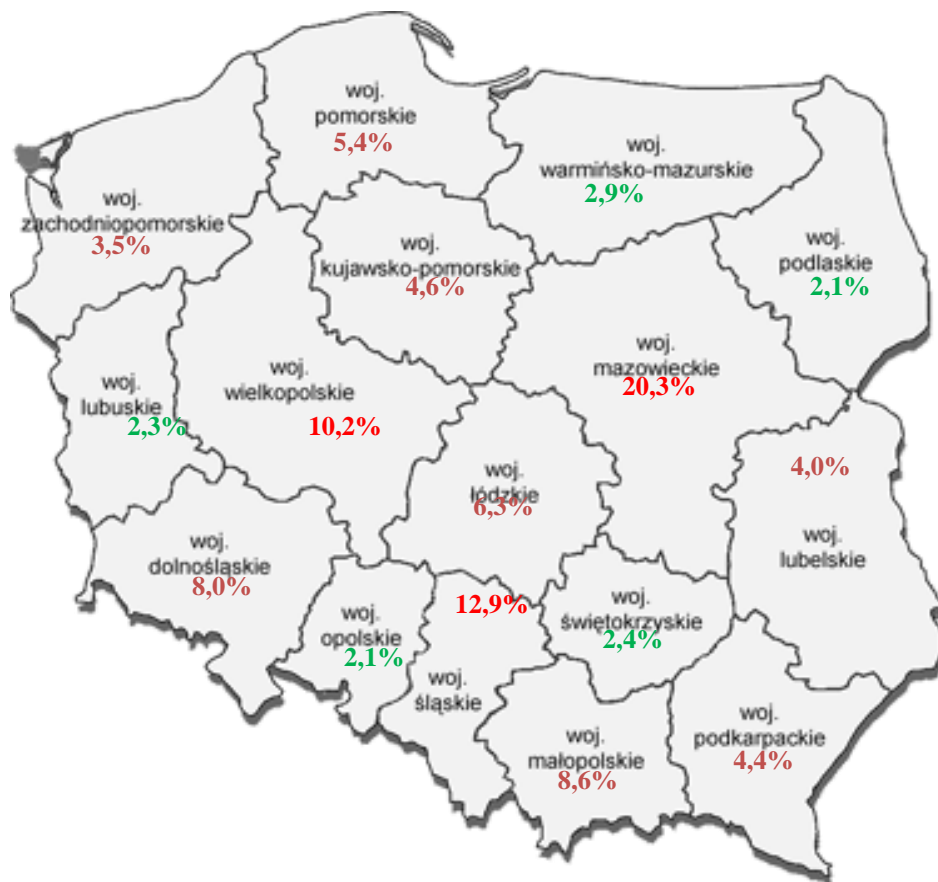 woj.
pomorskie
5,4%
woj.
warmińsko-mazurskie
2,9%
woj.
zachodniopomorskie
3,5%
woj.
kujawsko-pomorskie
4,6%
woj.
podlaskie
2,1%
woj.
mazowieckie
20,3%
woj.
lubuskie
2,3%
woj.
wielkopolskie
10,2%
woj.
łódzkie
6,3%
4,0%
woj.
lubelskie
woj.
dolnośląskie
8,0%
woj.
opolskie
2,1%
12,9%
woj.
śląskie
woj.
świętokrzyskie
2,4%
woj.
małopolskie
8,6%
woj.
podkarpackie
4,4%